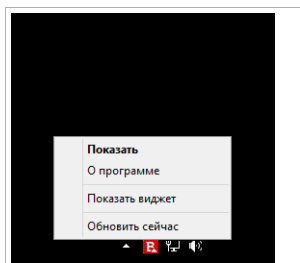 Показать
О программе
Показать виджет
Обновить сейчас
B